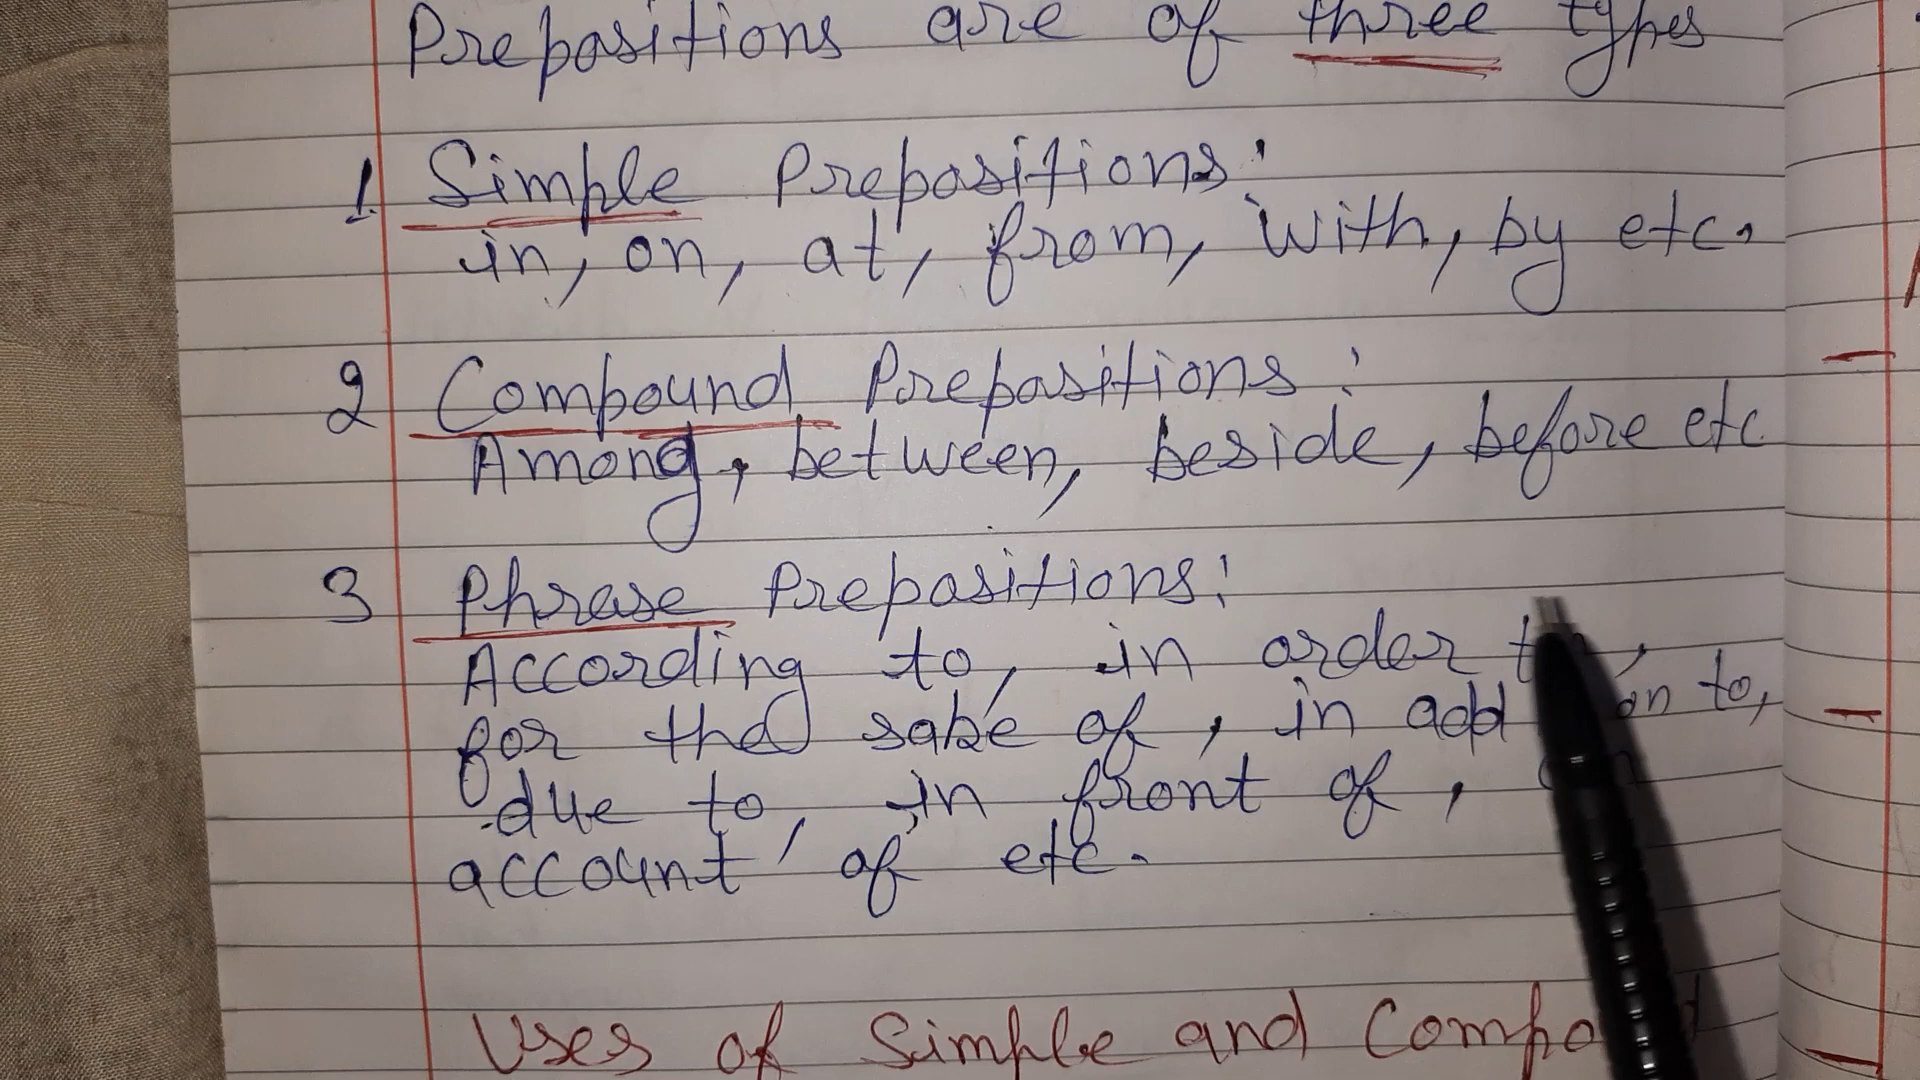 Prepositions are of three types
1. Simple Prepositions:
in, on, at, from, with, by etc.
2 Compound Prepositions:
Among, between, beside, before etc
3 Phrase Prepositions:
According to, in order
for the sake of, in to,
due to, in front of,
account of etc.
Uses of Simple and